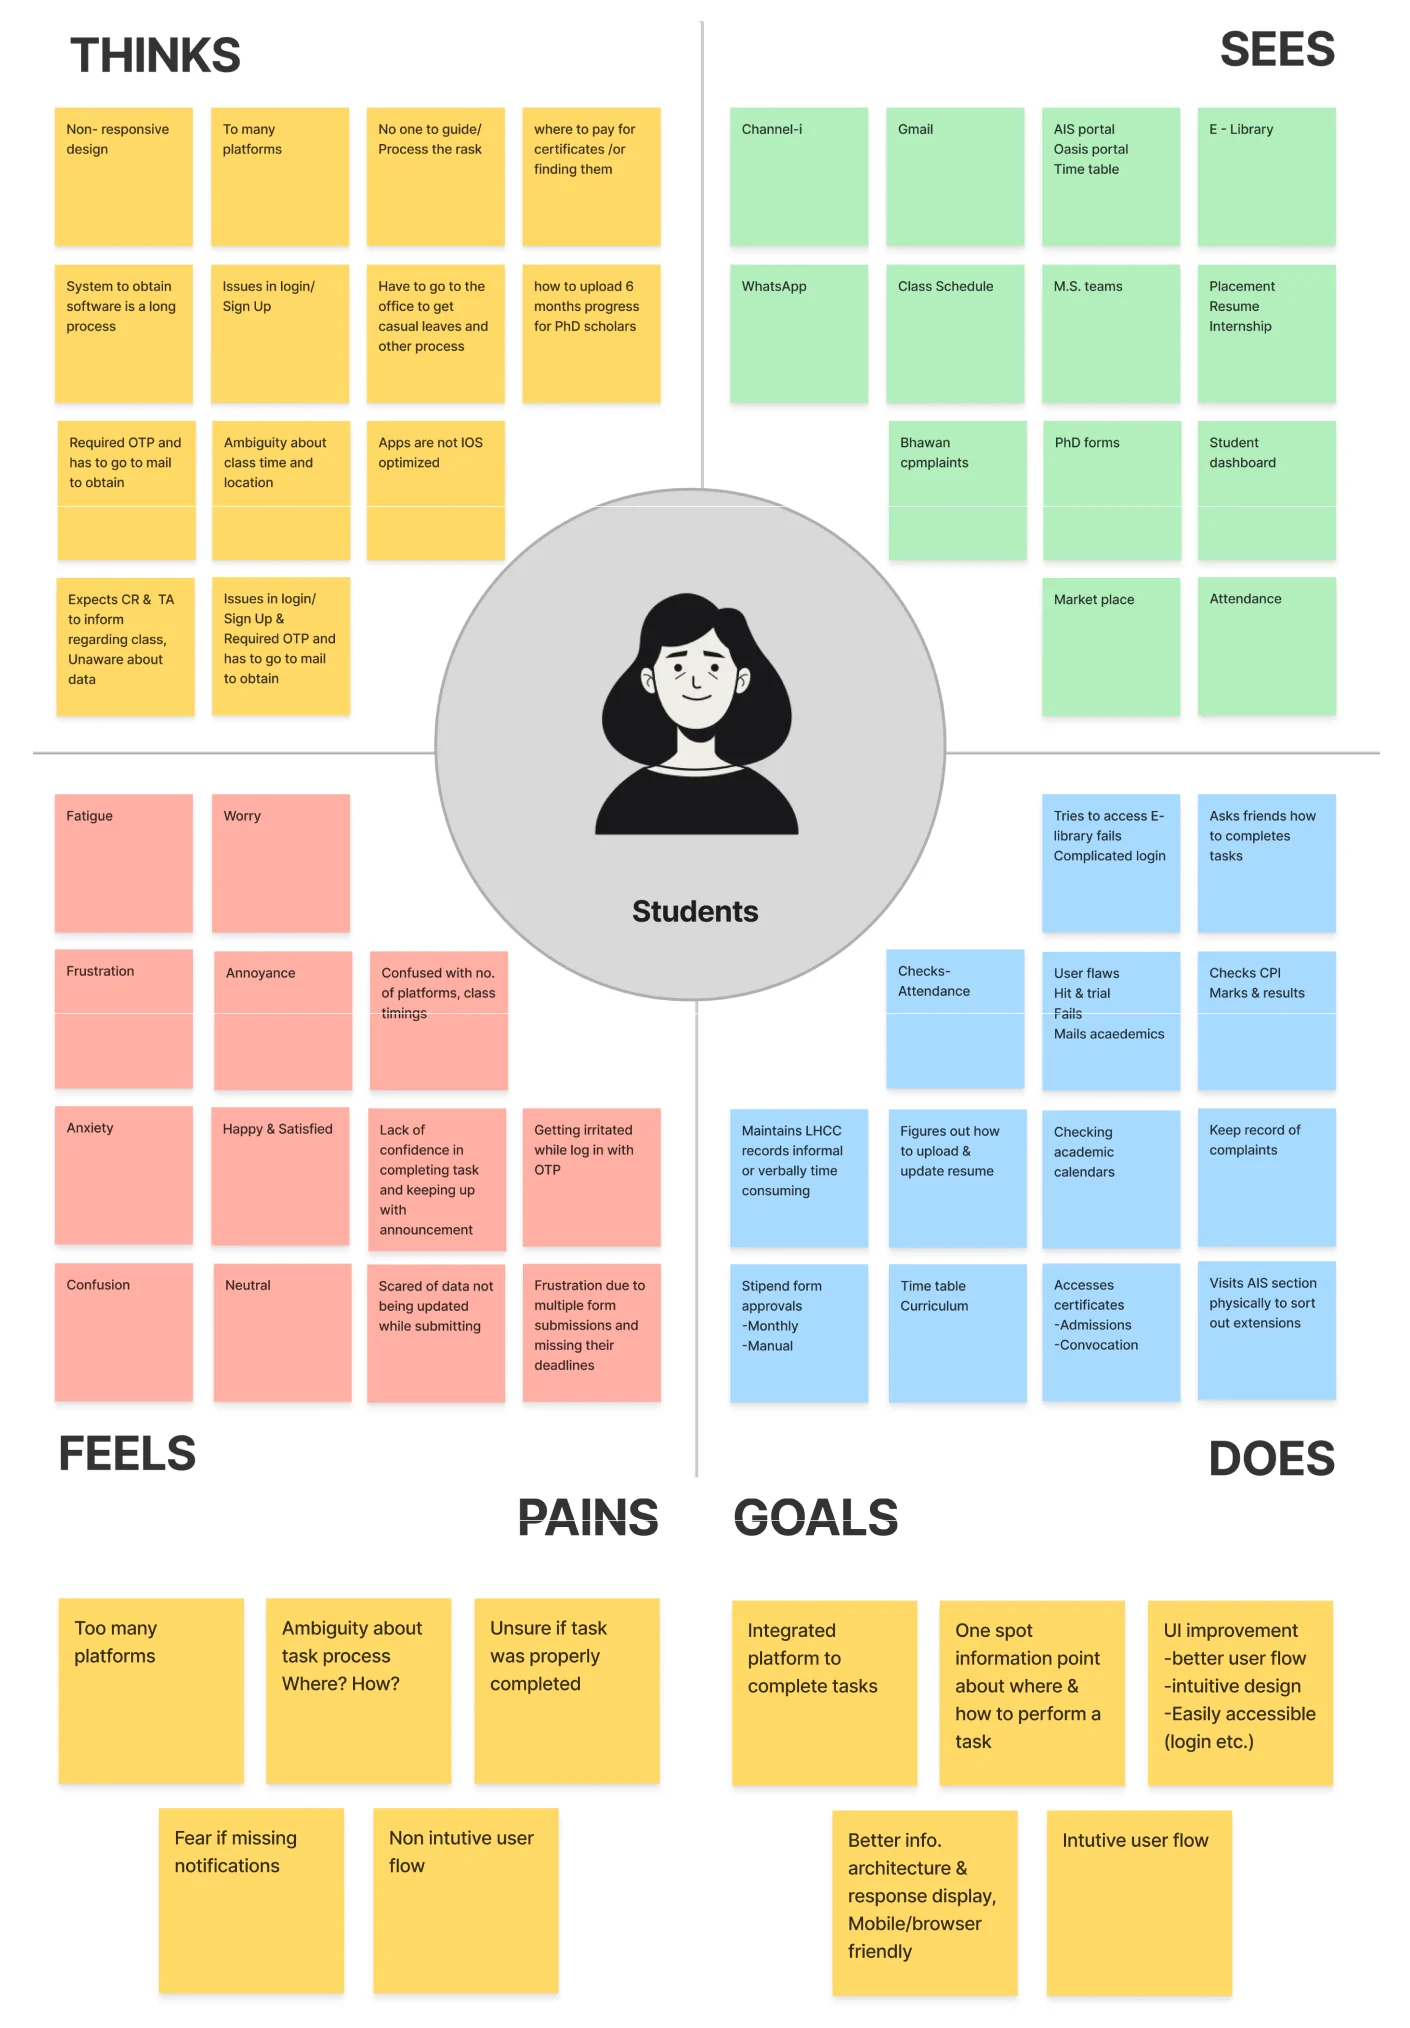 THINKS
Non- responsive
design
To many
platforms
No one to guide/
Process the rask
where to pay for
certificates /or
finding them
System to obtain
software is a long
process
Issues in login/
Sign Up
Have to go to the
office to get
casual leaves and
other process
how to upload 6
months progress
for PhD scholars
Required OTP and
has to go to mail
to obtain
Ambiguity about
class time and
location
Apps are not IOS
optimized
Expects CR & TA
to inform
regarding class,
Unaware about
data
Issues in login/
Sign Up &
Required OTP and
has to go to mail
to obtain
SEES
Channel-i
Gmail
AIS portal
Oasis portal
Time table
E - Library
WhatsApp
Class Schedule
M.S. teams
Placement
Resume
Internship
Bhawan
cpmplaints
PhD forms
Student
dashboard
Market place
Attendance
Students
Fatigue
Worry
Frustration
Annoyance
Confused with no.
of platforms, class
timings
Anxiety
Happy & Satisfied
Lack of
confidence in
completing task
and keeping up
with
announcement
Getting irritated
while log in with
OTP
Confusion
Neutral
Scared of data not
being updated
while submitting
Frustration due to
multiple form
submissions and
missing their
deadlines
FEELS
Tries to access E-
library fails
Complicated login
Asks friends how
to completes
tasks
Checks-
Attendance
User flaws
Hit & trial
Fails
Mails acaedemics
Checks CPI
Marks & results
Maintains LHCC
records informal
or verbally time
consuming
Figures out how
to upload &
update resume
Checking
academic
calendars
Keep record of
complaints
Stipend form
approvals
-Monthly
-Manual
Time table
Curriculum
Accesses
certificates
-Admissions
-Convocation
Visits AIS section
physically to sort
out extensions
DOES
PAINS
Too many
platforms
Ambiguity about
task process
Where? How?
Unsure if task
was properly
completed
Fear if missing
notifications
Non intutive user
flow
GOALS
Integrated
platform to
complete tasks
One spot
information point
about where &
how to perform a
task
UI improvement
-better user flow
-intuitive design
-Easily accessible
(login etc.)
Better info.
architecture &
response display,
Mobile/browser
friendly
Intutive user flow